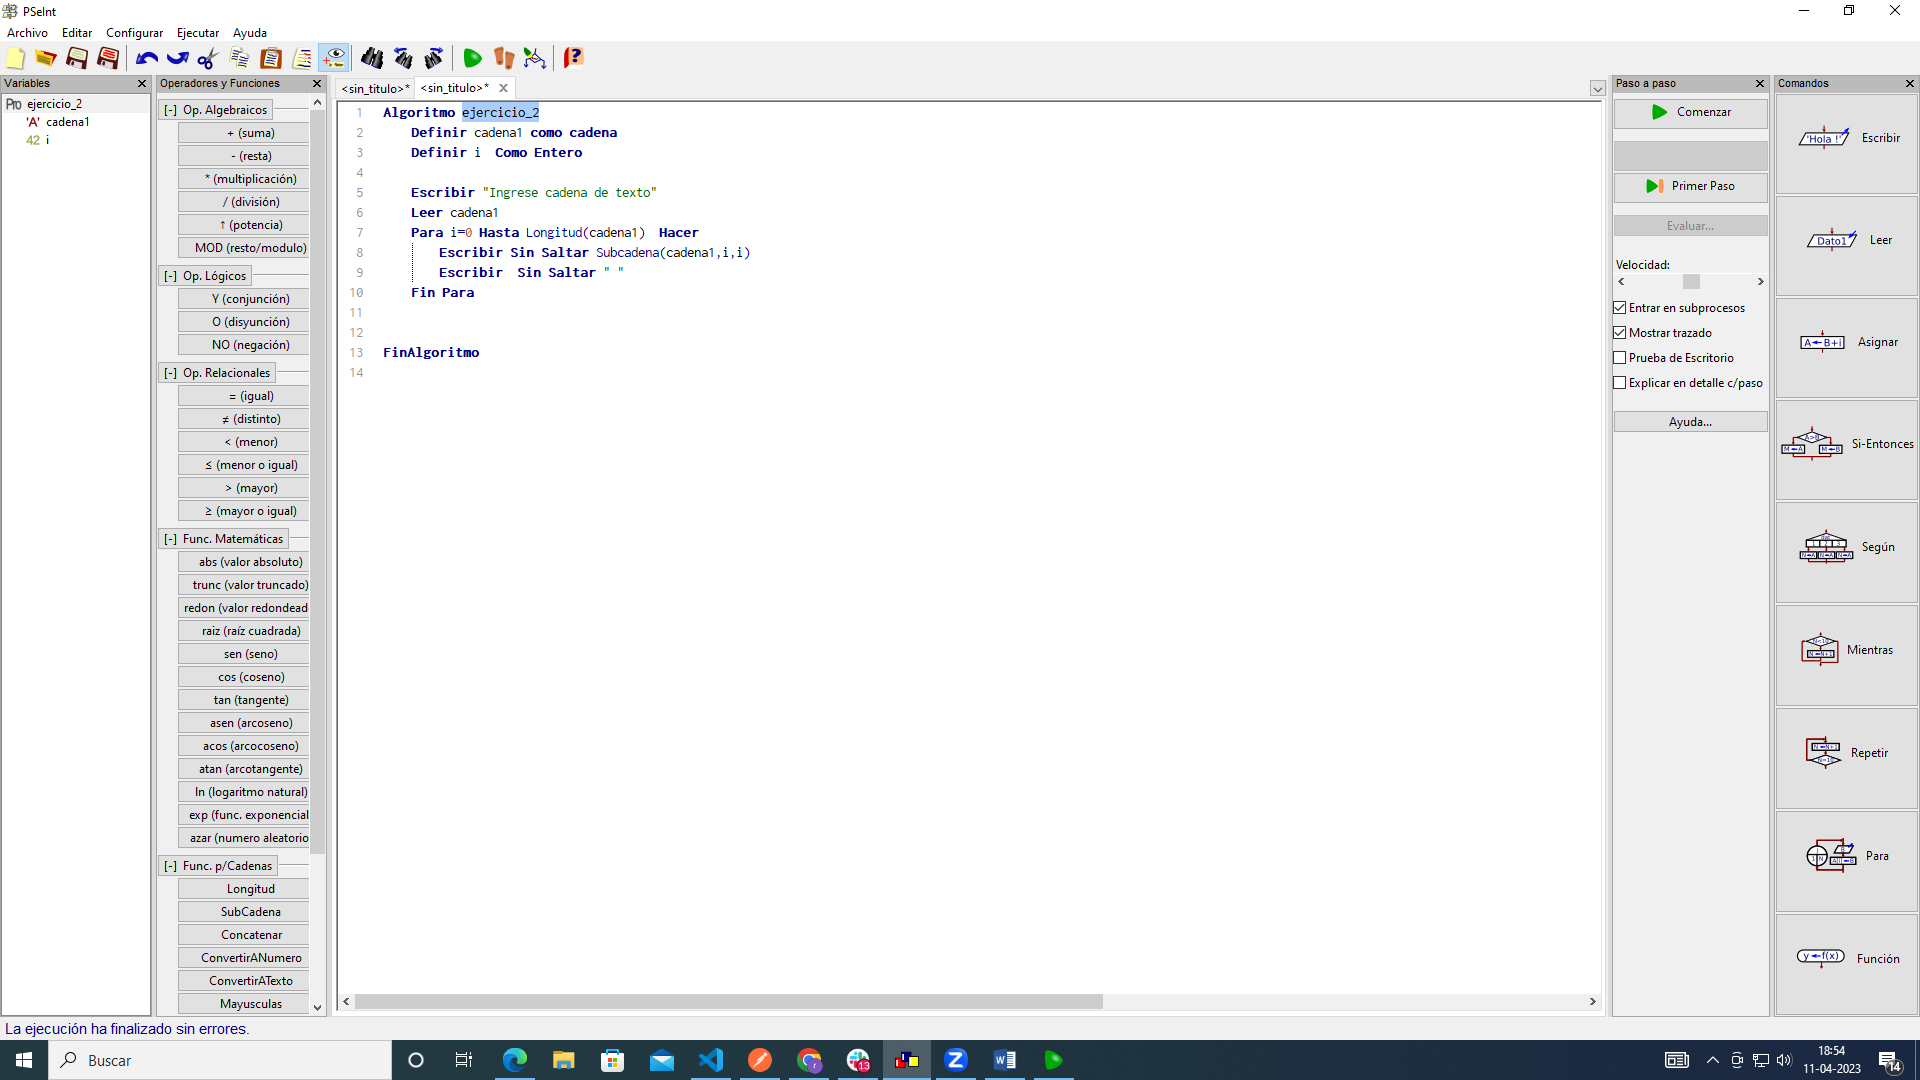 PSeInt
Archivo Editar Configurar Ejecutar Ayuda
Variables
ejercicio_2
'A' cadena1
42 i
Operadores y Funciones
[-] Op. Algebraicos
+ (suma)
- (resta)
* (multiplicación)
/ (división)
↑ (potencia)
MOD (resto/modulo)
[-] Op. Lógicos
Y (conjunción)
O (disyunción)
NO (negación)
[-] Op. Relacionales
= (igual)
≠ (distinto)
< (menor)
≤ (menor o igual)
> (mayor)
≥ (mayor o igual)
[-] Func. Matemáticas
abs (valor absoluto)
trunc (valor truncado)
redon (valor redondead
raiz (raíz cuadrada)
sen (seno)
cos (coseno)
tan (tangente)
asen (arcoseno)
acos (arcocoseno)
atan (arcotangente)
ln (logaritmo natural)
exp (func. exponencial
azar (numero aleatorio
[-] Func. p/Cadenas
Longitud
SubCadena
Concatenar
ConvertirANumero
ConvertirATexto
Mayusculas
<sin_titulo>* <sin_titulo>*
1 Algoritmo ejercicio_2
2 Definir cadena1 como cadena
3 Definir i Como Entero
4
5 Escribir "Ingrese cadena de texto"
6 Leer cadena1
7 Para i=0 Hasta Longitud(cadena1) Hacer
8 Escribir Sin Saltar Subcadena(cadena1,i,i)
9 Escribir Sin Saltar " "
10 Fin Para
11
12
13 FinAlgoritmo
14
Paso a paso
Comenzar
Primer Paso
Evaluar...
Velocidad:
Entrar en subprocesos
Mostrar trazado
Prueba de Escritorio
Explicar en detalle c/paso
Ayuda...
Comandos
'Hola !' Escribir
Dato1 Leer
A←B+i Asignar
Si-Entonces
Según
Mientras
Repetir
Para
y←f(x) Función
La ejecución ha finalizado sin errores.
Buscar
13
18:54
11-04-2023
14